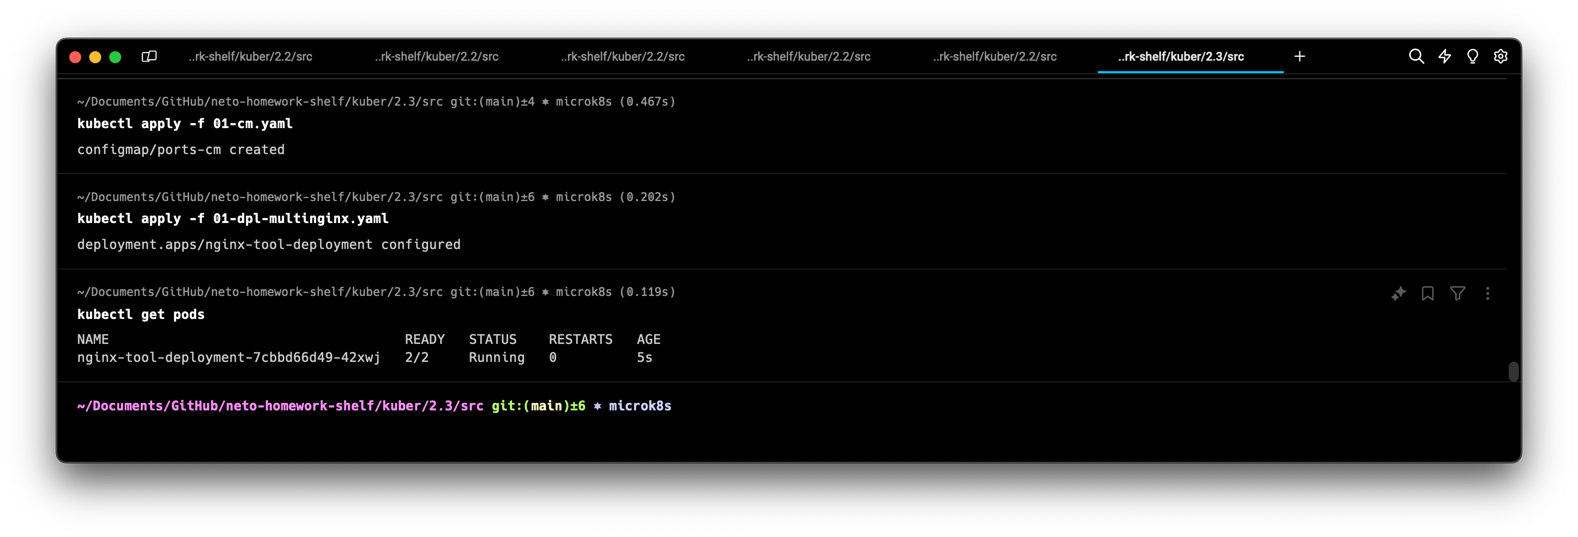 ..rk-shelf/kuber/2.2/src ..rk-shelf/kuber/2.2/src ..rk-shelf/kuber/2.2/src ..rk-shelf/kuber/2.2/src ..rk-shelf/kuber/2.2/src ..rk-shelf/kuber/2.3/src +
~/Documents/GitHub/neto-homework-shelf/kuber/2.3/src git:(main)±4 ⎈ microk8s (0.467s)
kubectl apply -f 01-cm.yaml
configmap/ports-cm created
~/Documents/GitHub/neto-homework-shelf/kuber/2.3/src git:(main)±6 ⎈ microk8s (0.202s)
kubectl apply -f 01-dpl-multinginx.yaml
deployment.apps/nginx-tool-deployment configured
~/Documents/GitHub/neto-homework-shelf/kuber/2.3/src git:(main)±6 ⎈ microk8s (0.119s)
kubectl get pods
NAME READY STATUS RESTARTS AGE
nginx-tool-deployment-7cbbd66d49-42xwj 2/2 Running 0 5s
~/Documents/GitHub/neto-homework-shelf/kuber/2.3/src git:(main)±6 ⎈ microk8s